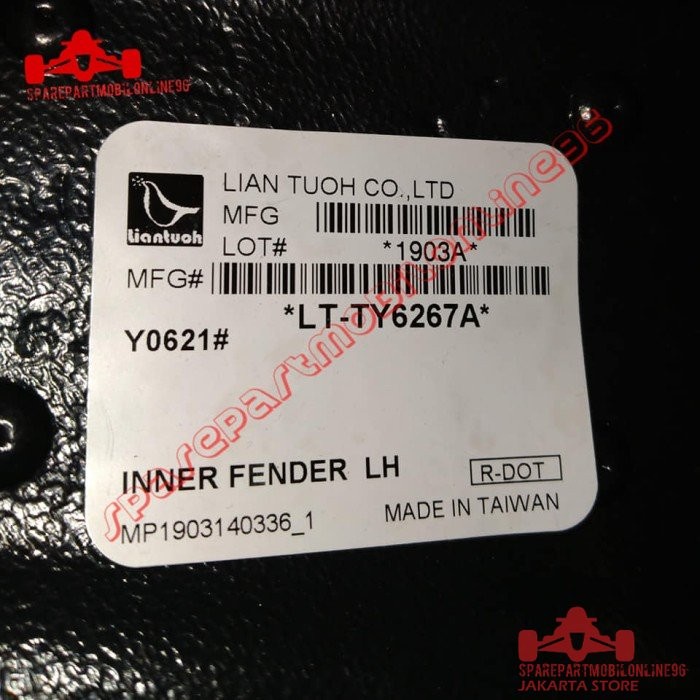 SPAREPARTMOBILONLINE96
LIAN TUOH CO.,LTD
MFG
LOT# *1903A*
Liantuoh
MFG#
*LT-TY6267A*
Y0621#
sparepartmobilonline96
INNER FENDER LH
R-DOT
MP1903140336_1
MADE IN TAIWAN
SPAREPARTMOBILONLINE96
JAKARTA STORE